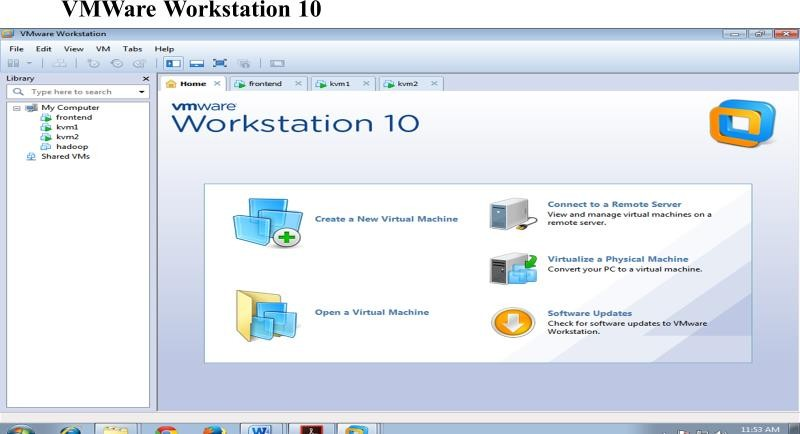 VMWare Workstation 10
VMware Workstation
File Edit View VM Tabs Help
Library
Type here to search
My Computer
frontend
kvm1
kvm2
hadoop
Shared VMs
Home frontend kvm1 kvm2
vmware
Workstation 10
Create a New Virtual Machine
Open a Virtual Machine
Connect to a Remote Server
View and manage virtual machines on a
remote server.
Virtualize a Physical Machine
Convert your PC to a virtual machine.
Software Updates
Check for software updates to VMware
Workstation.
11:53 AM